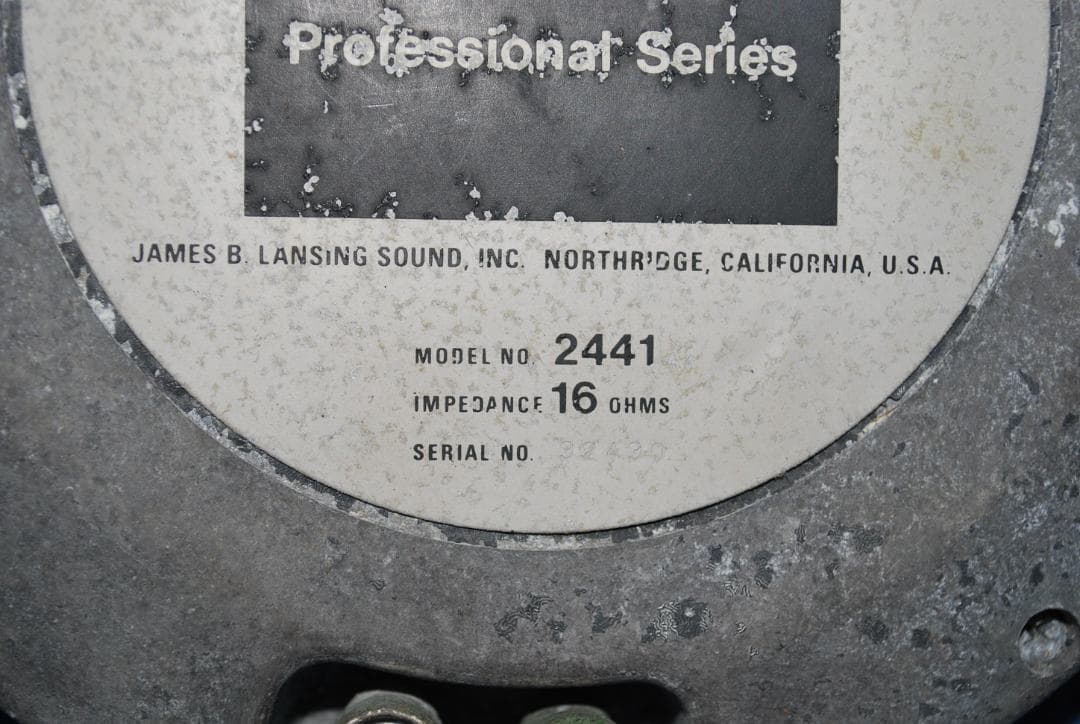 Professional Series
JAMES B. LANSING SOUND, INC. NORTHRIDGE, CALIFORNIA, U.S.A.
MODEL NO. 2441
IMPEDANCE 16 OHMS
SERIAL NO.